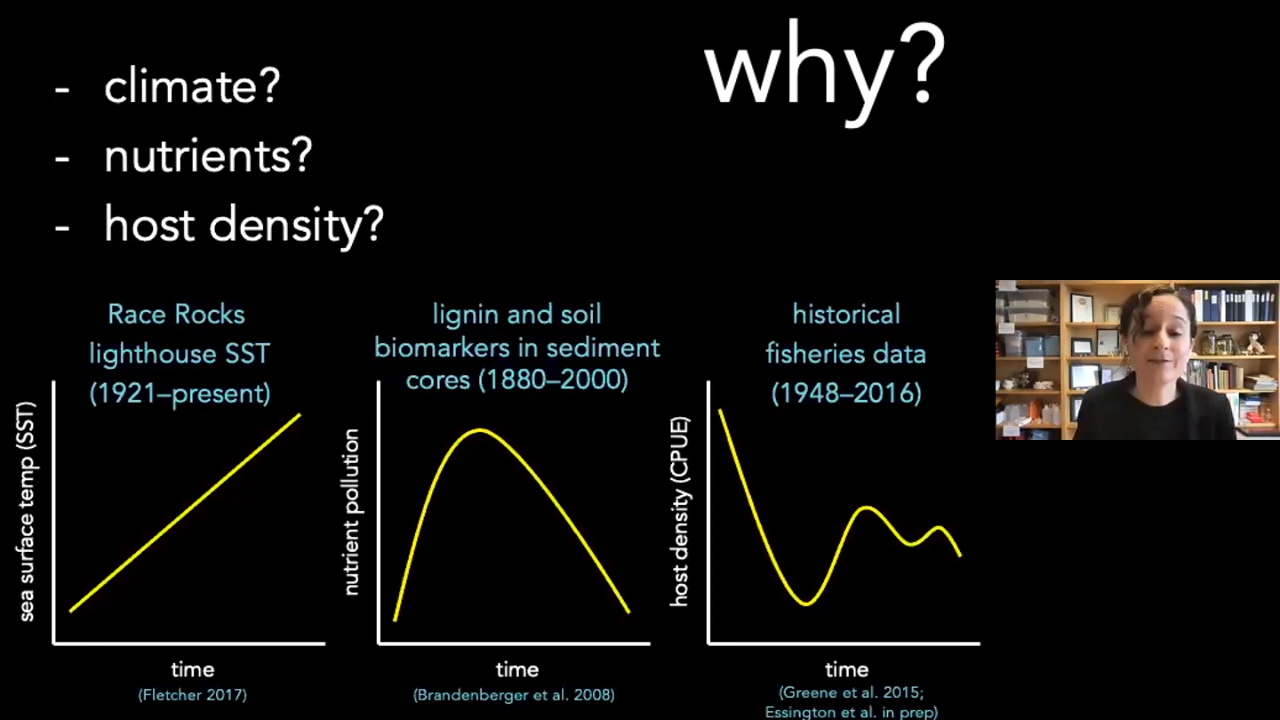 why?
- climate?
- nutrients?
- host density?
Race Rocks
lighthouse SST
(1921–present)
sea surface temp (SST)
time
(Fletcher 2017)
lignin and soil
biomarkers in sediment
cores (1880–2000)
nutrient pollution
time
(Brandenberger et al. 2008)
historical
fisheries data
(1948–2016)
host density (CPUE)
time
(Greene et al. 2015;
Essington et al. in prep)